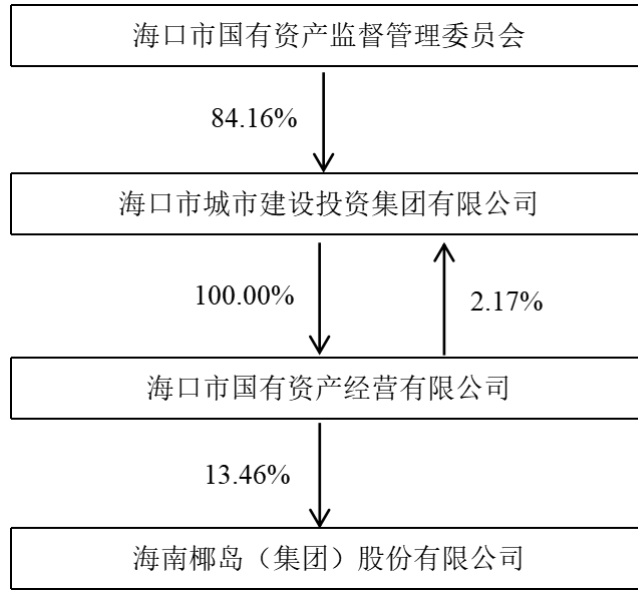 海口市国有资产监督管理委员会
84.16%
海口市城市建设投资集团有限公司
100.00%
2.17%
海口市国有资产经营有限公司
13.46%
海南椰岛（集团）股份有限公司